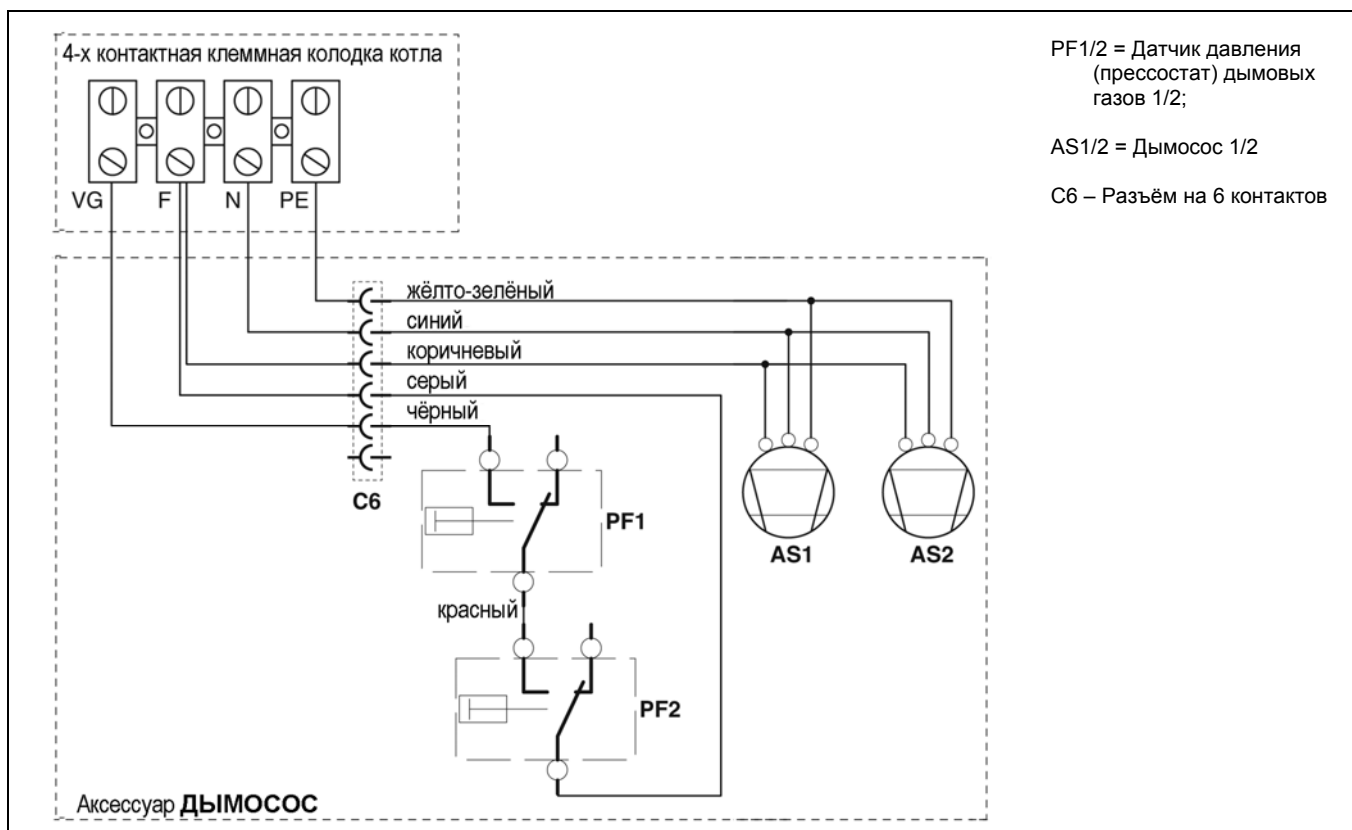 4-х контактная клеммная колодка котла
VG F N PE
PF1/2 = Датчик давления
(прессостат) дымовых
газов 1/2;
AS1/2 = Дымосос 1/2
C6 – Разъём на 6 контактов
жёлто-зелёный
синий
коричневый
серый
чёрный
C6
PF1
AS1 AS2
красный
PF2
Аксессуар ДЫМОСОС